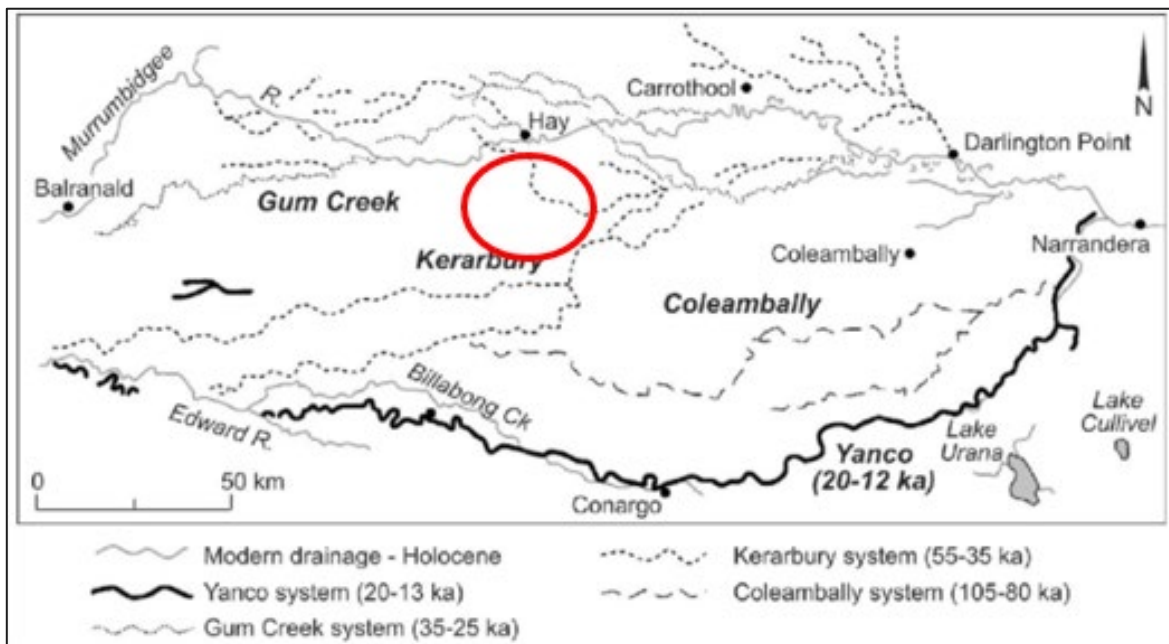 Murrumbidgee
R.
Carrothool
N
Hay
Darlington Point
Balranald
Gum Creek
Narrandera
Coleambally
Kerarbury
Coleambally
Billabong Ck
Edward R.
Lake
Cullivel
Lake
Urana
Yanco
(20-12 ka)
0 50 km
Conargo
Modern drainage - Holocene
Kerarbury system (55-35 ka)
Yanco system (20-13 ka)
Coleambally system (105-80 ka)
Gum Creek system (35-25 ka)